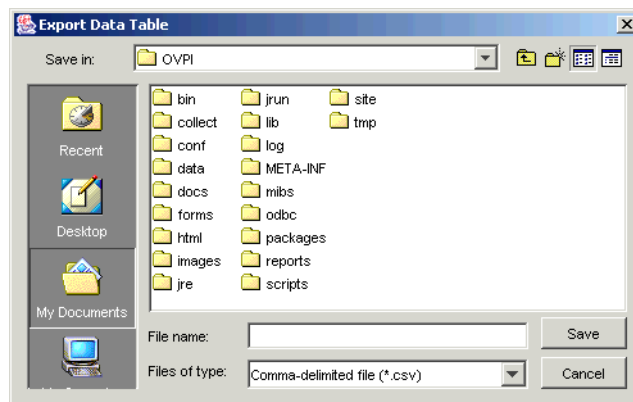 Export Data Table
Save in:
OVPI
Recent
Desktop
My Documents
bin
collect
conf
data
docs
forms
html
images
jre
jrun
lib
log
META-INF
mibs
odbc
packages
reports
scripts
site
tmp
File name:
Save
Files of type:
Comma-delimited file (*.csv)
Cancel